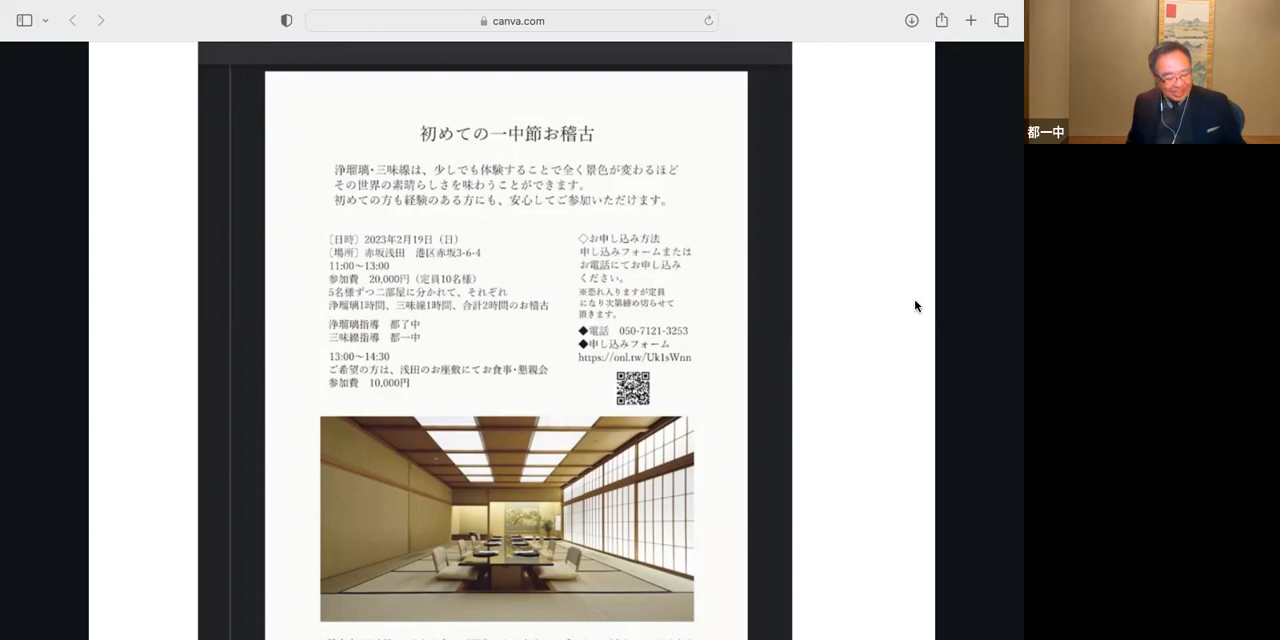 canva.com
都一中
初めての一中節お稽古
浄瑠璃・三味線は、少しでも体験することで全く景色が変わるほど
その世界の素晴らしさを味わうことができます。
初めての方も経験のある方にも、安心してご参加いただけます。
［日時］2023年2月19日（日）
［場所］赤坂浅田　港区赤坂3-6-4
11:00〜13:00
参加費　20,000円（定員10名様）
5名様ずつ二部屋に分かれて、それぞれ
浄瑠璃1時間、三味線1時間、合計2時間のお稽古
浄瑠璃指導　都了中
三味線指導　都一中
13:00〜14:30
ご希望の方は、浅田のお座敷にてお食事・懇親会
参加費　10,000円
◇お申し込み方法
申し込みフォームまたは
お電話にてお申し込み
ください。
※恐れ入りますが定員
になり次第締め切らせて
頂きます。
◆電話　050-7121-3253
◆申し込みフォーム
https://onl.tw/Uk1sWnn